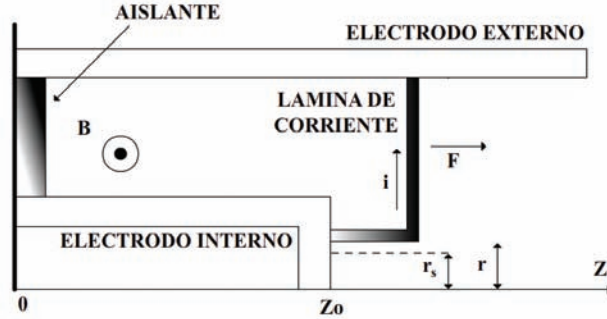 AISLANTE
ELECTRODO EXTERNO
LAMINA DE
CORRIENTE
B
i
F
ELECTRODO INTERNO
rs
r
Z
0
Zo